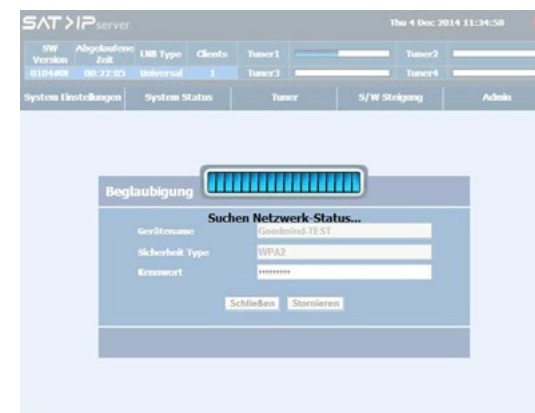 SAT>IP server
Thu 4 Dec 2014 11:34:58
SW Version Abgelaufene Zeit LNB Type Clients Tuner1 Tuner2
00:22:05 Universal 1 Tuner3 Tuner4
System Einstellungen System Status Tuner S/W Steigung Admin
Beglaubigung
Suchen Netzwerk-Status...
Gerätename Goodmind-TEST
Sicherheit Type WPA2
Kennwort •••••••••
Schließen Stornieren